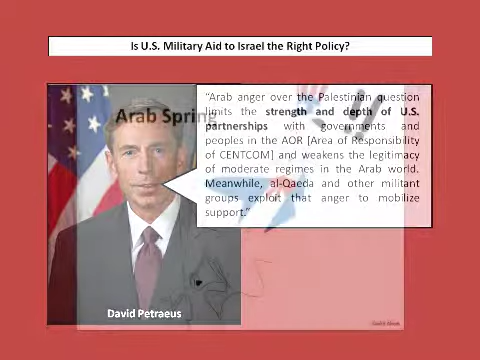 Is U.S. Military Aid to Israel the Right Policy?
Arab Spring
“Arab anger over the Palestinian question
limits the strength and depth of U.S.
partnerships with governments and
peoples in the AOR [Area of Responsibility
of CENTCOM] and weakens the legitimacy
of moderate regimes in the Arab world.
Meanwhile, al-Qaeda and other militant
groups exploit that anger to mobilize
support.”
David Petraeus